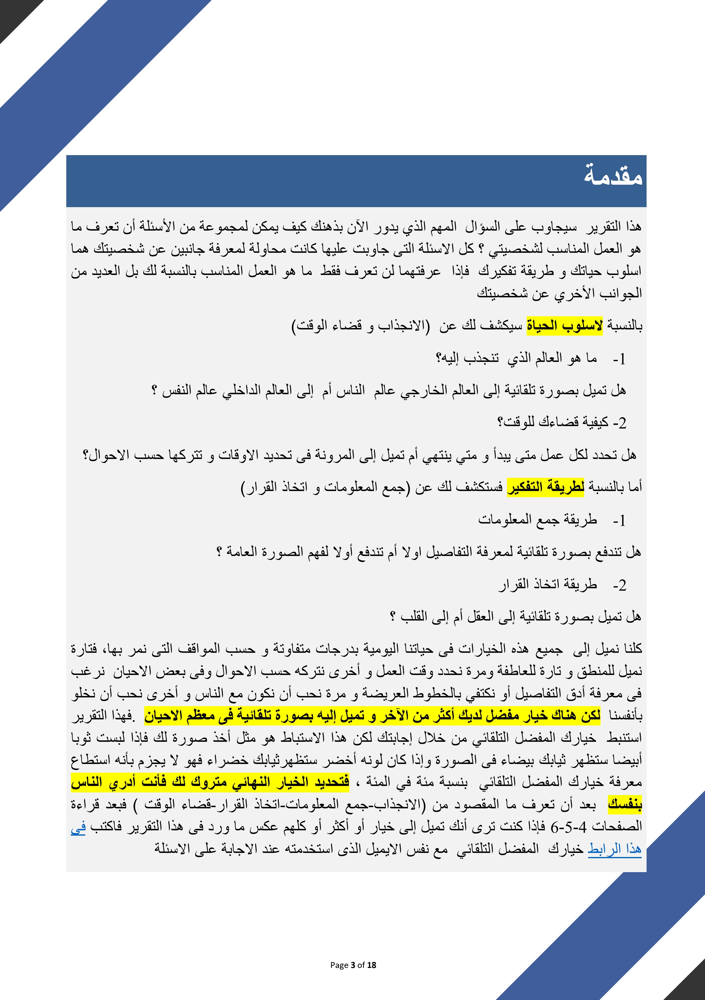 مقدمة
هذا التقرير سيجاوب على السؤال المهم الذي يدور الآن بذهنك كيف يمكن لمجموعة من الأسئلة أن تعرف ما
هو العمل المناسب لشخصيتي ؟ كل الاسئلة التى جاوبت عليها كانت محاولة لمعرفة جانبين عن شخصيتك هما
اسلوب حياتك و طريقة تفكيرك فإذا عرفتهما لن تعرف فقط ما هو العمل المناسب بالنسبة لك بل العديد من
الجوانب الأخري عن شخصيتك
بالنسبة لاسلوب الحياة سيكشف لك عن (الانجذاب و قضاء الوقت)
1- ما هو العالم الذي تنجذب إليه؟
هل تميل بصورة تلقائية إلى العالم الخارجي عالم الناس أم إلى العالم الداخلي عالم النفس ؟
2- كيفية قضاءك للوقت؟
هل تحدد لكل عمل متى يبدأ و متي ينتهي أم تميل إلى المرونة فى تحديد الاوقات و تتركها حسب الاحوال؟
أما بالنسبة لطريقة التفكير فستكشف لك عن (جمع المعلومات و اتخاذ القرار)
1- طريقة جمع المعلومات
هل تندفع بصورة تلقائية لمعرفة التفاصيل اولا أم تندفع أولا لفهم الصورة العامة ؟
2- طريقة اتخاذ القرار
هل تميل بصورة تلقائية إلى العقل أم إلى القلب ؟
كلنا نميل إلى جميع هذه الخيارات فى حياتنا اليومية بدرجات متفاوتة و حسب المواقف التى نمر بها، فتارة
نميل للمنطق و تارة للعاطفة ومرة نحدد وقت العمل و أخرى نتركه حسب الاحوال وفى بعض الاحيان نرغب
فى معرفة أدق التفاصيل أو نكتفي بالخطوط العريضة و مرة نحب أن نكون مع الناس و أخرى نحب أن نخلو
بأنفسنا لكن هناك خيار مفضل لديك أكثر من الآخر و تميل إليه بصورة تلقائية فى معظم الاحيان .فهذا التقرير
استنبط خيارك المفضل التلقائي من خلال إجابتك لكن هذا الاستباط هو مثل أخذ صورة لك فإذا لبست ثوبا
أبيضا ستظهر ثيابك بيضاء فى الصورة وإذا كان لونه أخضر ستظهرثيابك خضراء فهو لا يجزم بأنه استطاع
معرفة خيارك المفضل التلقائي بنسبة مئة في المئة ، فتحديد الخيار النهائي متروك لك فأنت أدري الناس
بنفسك بعد أن تعرف ما المقصود من (الانجذاب-جمع المعلومات-اتخاذ القرار-قضاء الوقت ) فبعد قراءة
الصفحات 4-5-6 فإذا كنت ترى أنك تميل إلى خيار أو أكثر أو كلهم عكس ما ورد فى هذا التقرير فاكتب فى
هذا الرابط خيارك المفضل التلقائي مع نفس الايميل الذى استخدمته عند الاجابة على الاسئلة
Page 3 of 18